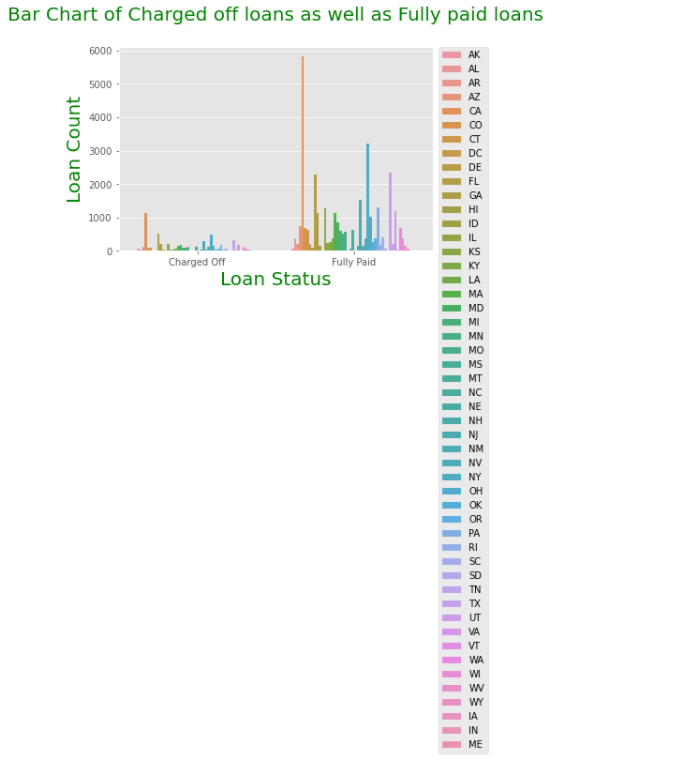 Bar Chart of Charged off loans as well as Fully paid loans
Loan Count
6000
5000
4000
3000
2000
1000
0
Charged Off
Fully Paid
Loan Status
AK
AL
AR
AZ
CA
CO
CT
DC
DE
FL
GA
HI
ID
IL
KS
KY
LA
MA
MD
MI
MN
MO
MS
MT
NC
NE
NH
NJ
NM
NV
NY
OH
OK
OR
PA
RI
SC
SD
TN
TX
UT
VA
VT
WA
WI
WV
WY
IA
IN
ME